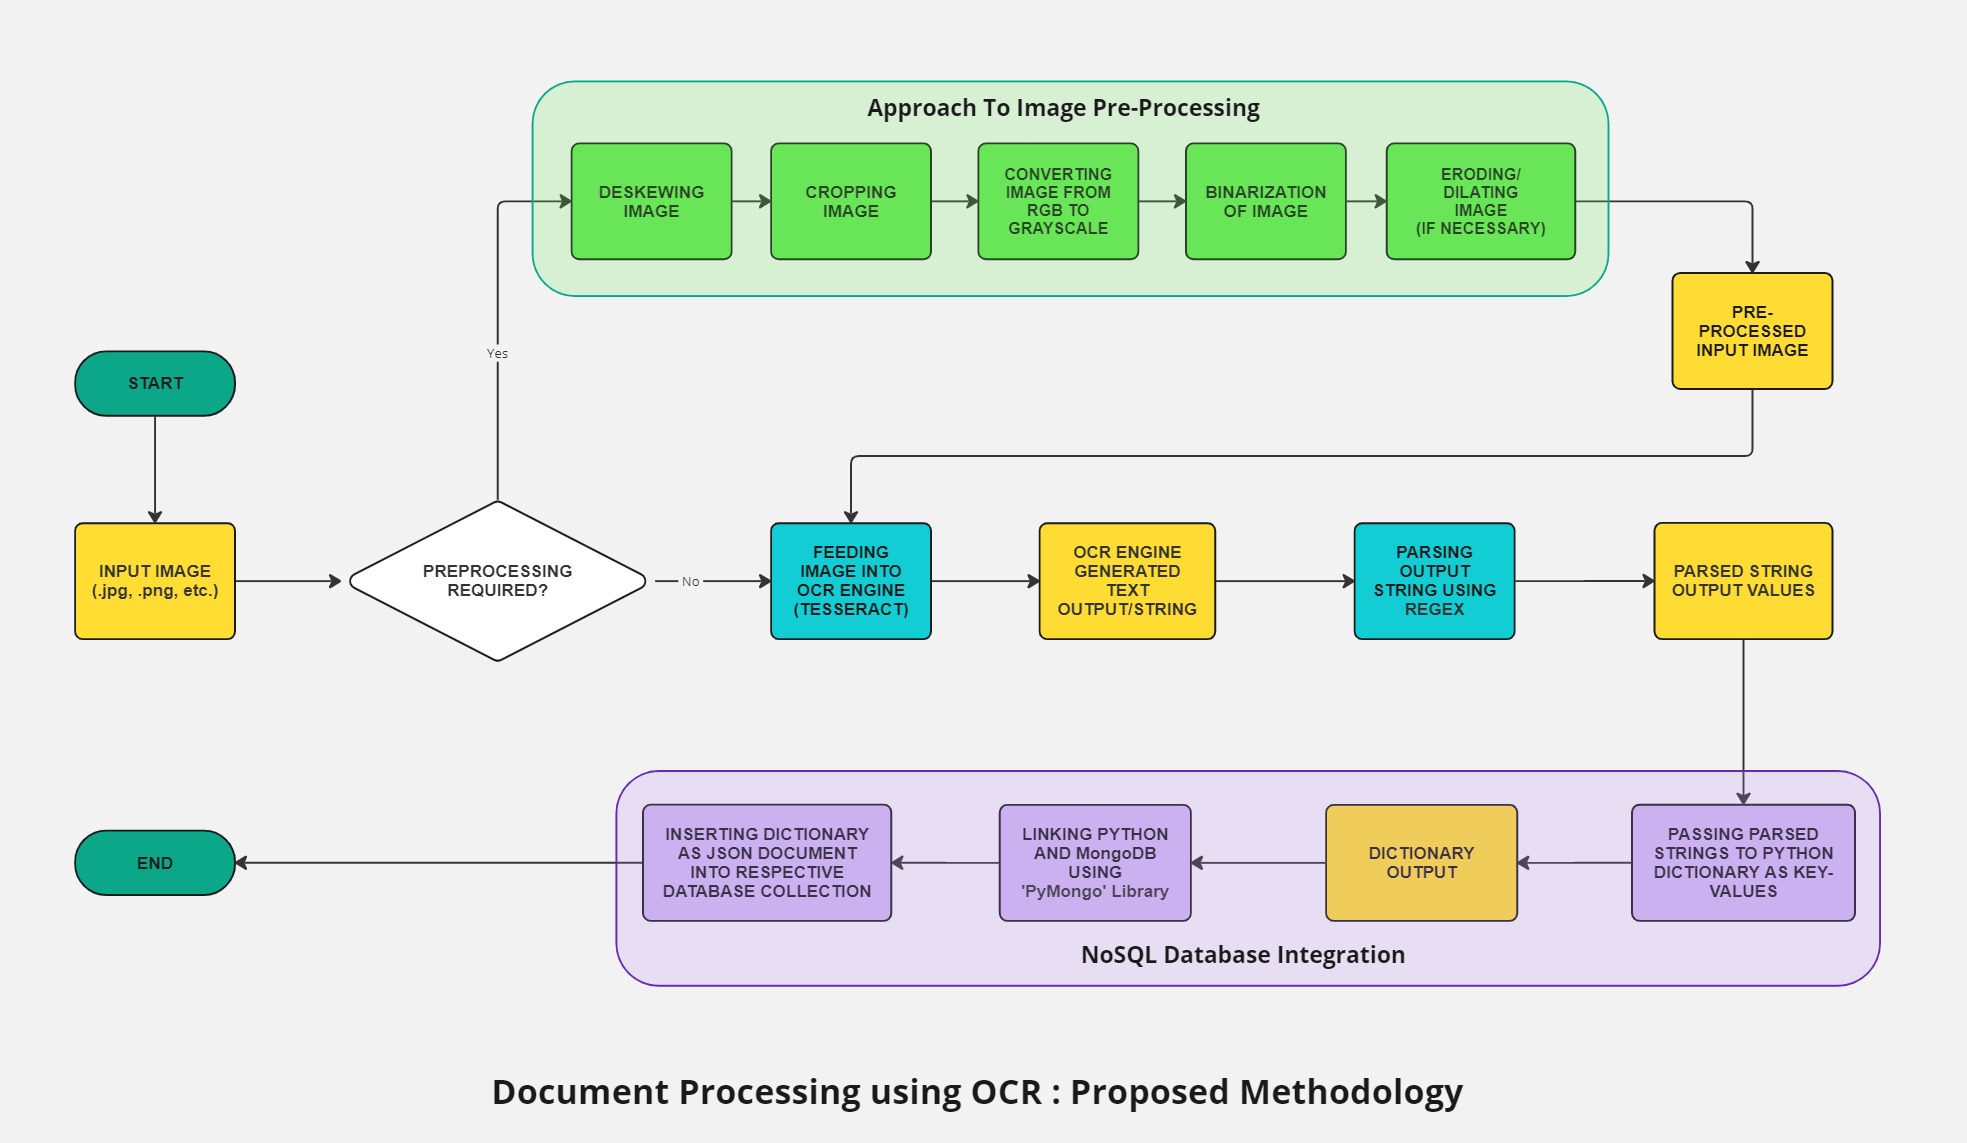 Approach To Image Pre-Processing
DESKEWING
IMAGE
CROPPING
IMAGE
CONVERTING
IMAGE FROM
RGB TO
GRAYSCALE
BINARIZATION
OF IMAGE
ERODING/
DILATING
IMAGE
(IF NECESSARY)
PRE-
PROCESSED
INPUT IMAGE
Yes
START
INPUT IMAGE
(.jpg, .png, etc.)
PREPROCESSING
REQUIRED?
No
FEEDING
IMAGE INTO
OCR ENGINE
(TESSERACT)
OCR ENGINE
GENERATED
TEXT
OUTPUT/STRING
PARSING
OUTPUT
STRING USING
REGEX
PARSED STRING
OUTPUT VALUES
PASSING PARSED
STRINGS TO PYTHON
DICTIONARY AS KEY-
VALUES
DICTIONARY
OUTPUT
LINKING PYTHON
AND MongoDB
USING
'PyMongo' Library
INSERTING DICTIONARY
AS JSON DOCUMENT
INTO RESPECTIVE
DATABASE COLLECTION
END
NoSQL Database Integration
Document Processing using OCR : Proposed Methodology